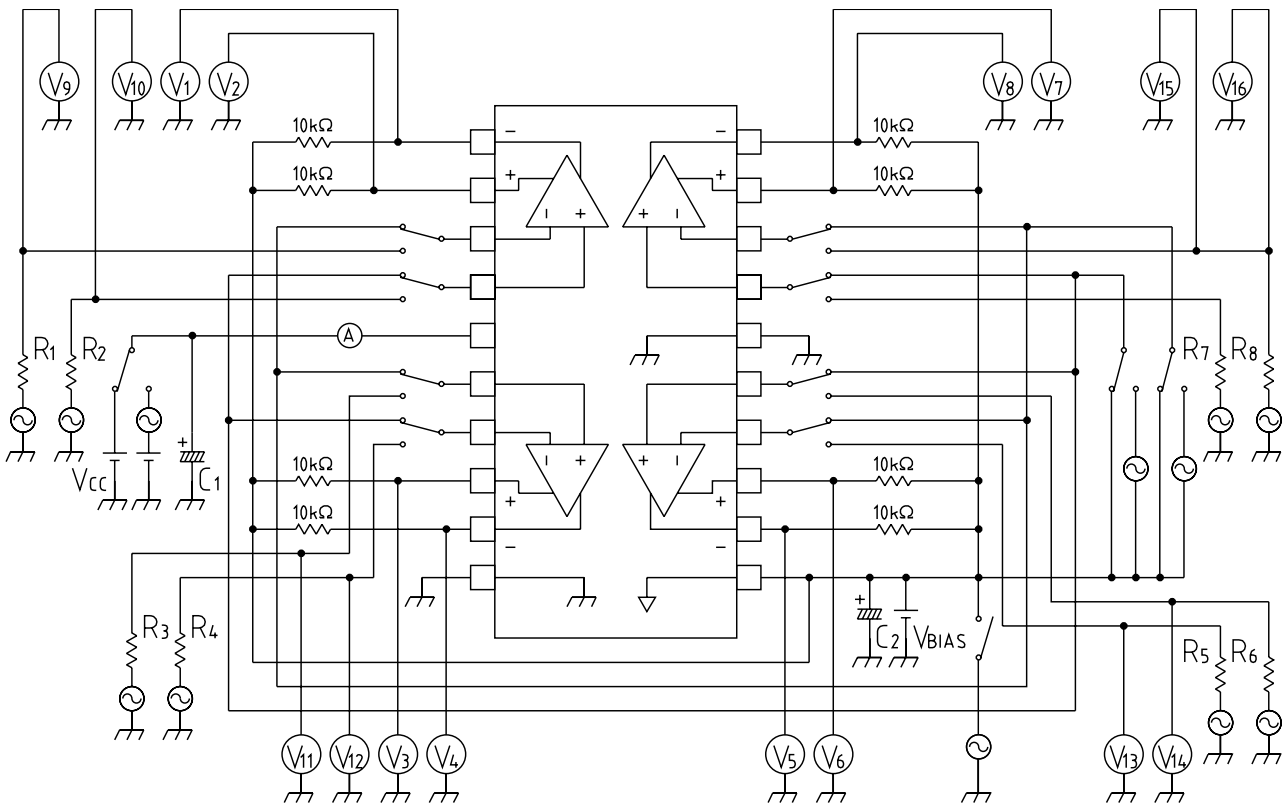 V9 V10 V1 V2 V8 V7 V15 V16
10kΩ − − 10kΩ
10kΩ + + 10kΩ
− + + −
R1 R2 A R7 R8
+ VCC C1
− + + −
10kΩ + + 10kΩ
10kΩ − − 10kΩ
R3 R4 + C2 VBIAS R5 R6
V11 V12 V3 V4 V5 V6 V13 V14